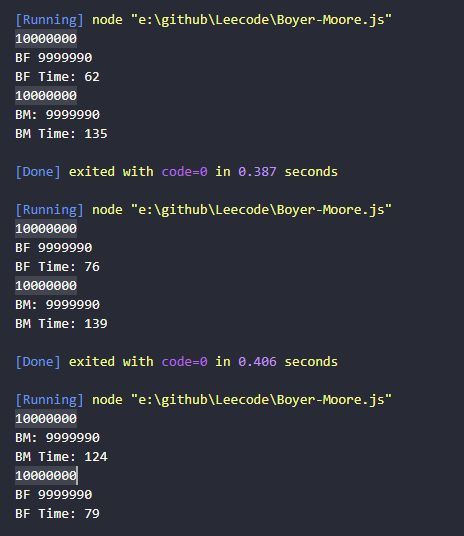 [Running] node "e:\github\Leecode\Boyer-Moore.js"
10000000
BF 9999990
BF Time: 62
10000000
BM: 9999990
BM Time: 135
[Done] exited with code=0 in 0.387 seconds
[Running] node "e:\github\Leecode\Boyer-Moore.js"
10000000
BF 9999990
BF Time: 76
10000000
BM: 9999990
BM Time: 139
[Done] exited with code=0 in 0.406 seconds
[Running] node "e:\github\Leecode\Boyer-Moore.js"
10000000
BM: 9999990
BM Time: 124
10000000
BF 9999990
BF Time: 79